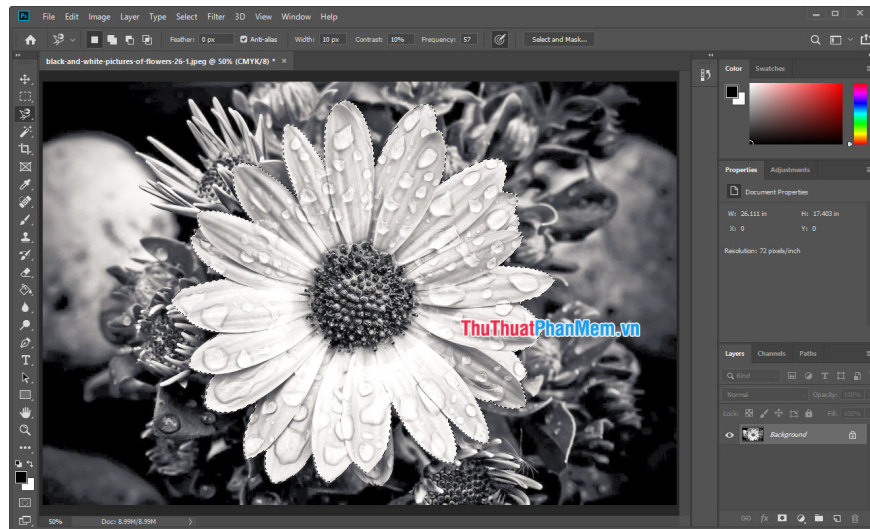 Ps File Edit Image Layer Type Select Filter 3D View Window Help
Feather: 0 px Anti-alias Width: 10 px Contrast: 10% Frequency: 57 Select and Mask...
black-and-white-pictures-of-flowers-26-1.jpeg @ 50% (CMYK/8) * ×
Color Swatches
Properties Adjustments
Document Properties
W: 26.111 in H: 17.403 in
X: 0 Y: 0
Resolution: 72 pixels/inch
ThuThuatPhanMem.vn
Layers Channels Paths
Kind
Normal Opacity: 100%
Lock: Fill: 100%
Background
50% Doc: 8.99M/8.99M